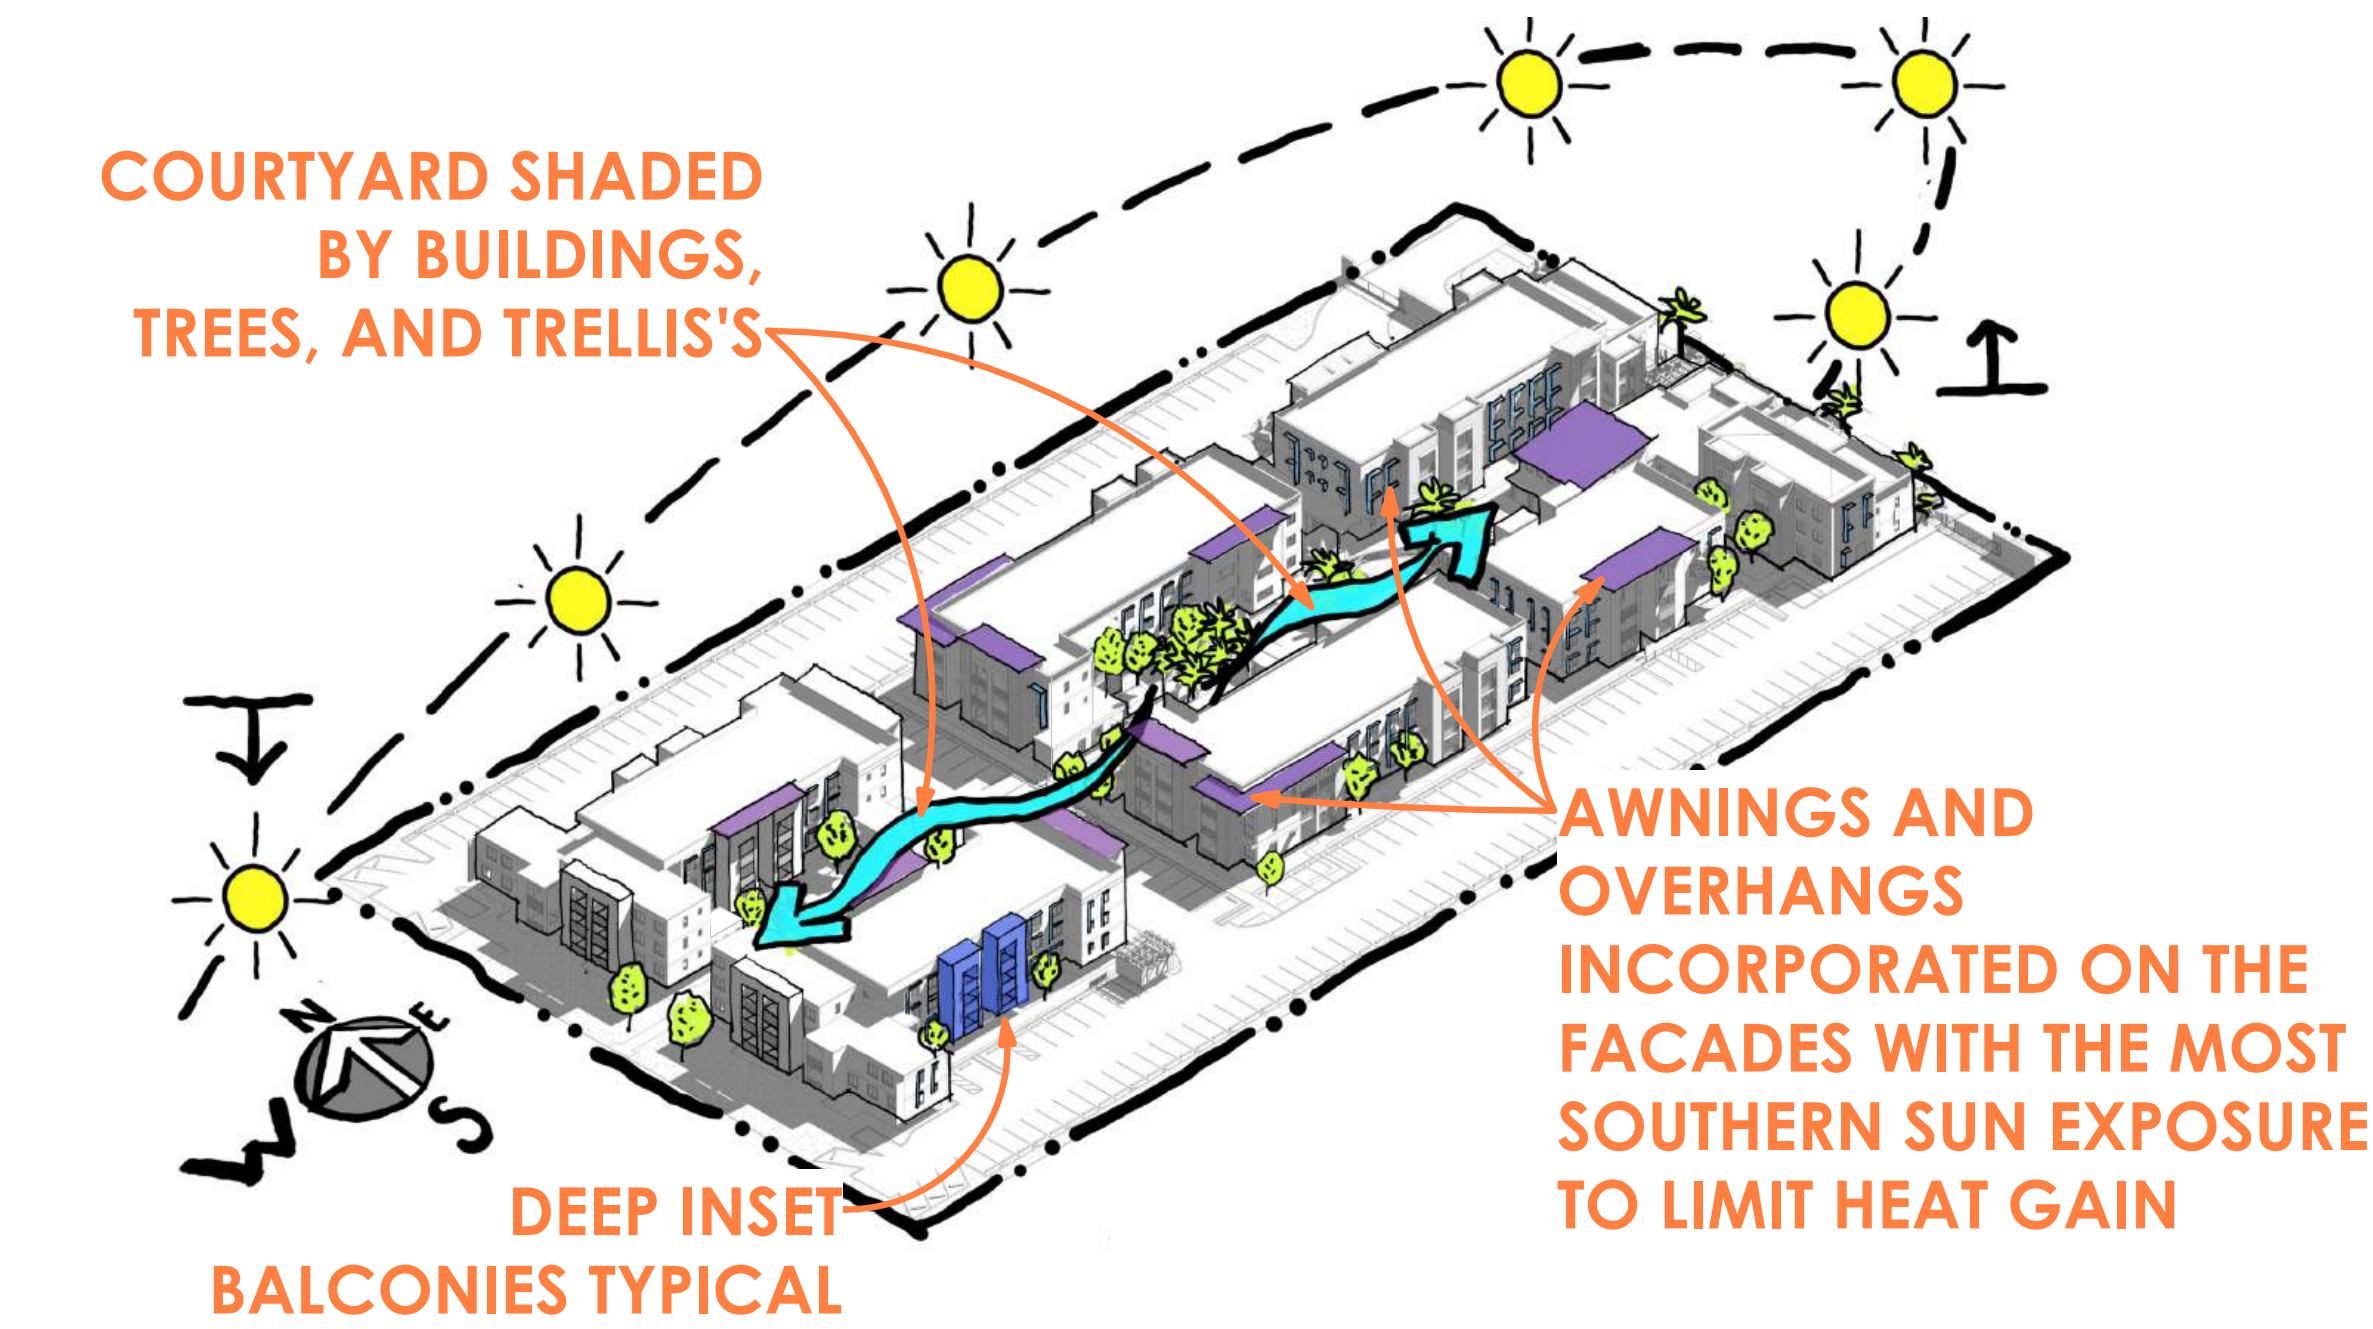 COURTYARD SHADED
BY BUILDINGS,
TREES, AND TRELLIS'S
N
E
W
S
DEEP INSET
BALCONIES TYPICAL
AWNINGS AND
OVERHANGS
INCORPORATED ON THE
FACADES WITH THE MOST
SOUTHERN SUN EXPOSURE
TO LIMIT HEAT GAIN